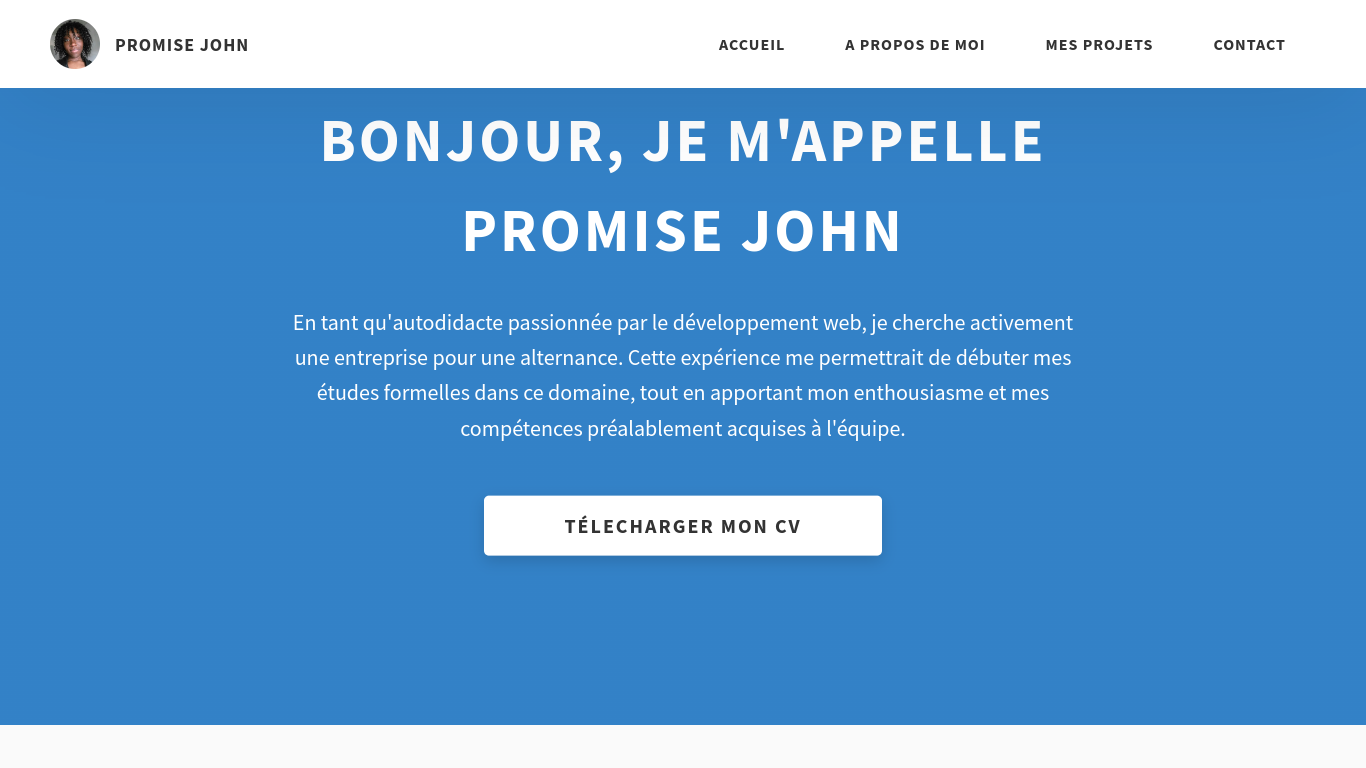 PROMISE JOHN
ACCUEIL
A PROPOS DE MOI
MES PROJETS
CONTACT
BONJOUR, JE M'APPELLE
PROMISE JOHN
En tant qu'autodidacte passionnée par le développement web, je cherche activement
une entreprise pour une alternance. Cette expérience me permettrait de débuter mes
études formelles dans ce domaine, tout en apportant mon enthousiasme et mes
compétences préalablement acquises à l'équipe.
TÉLECHARGER MON CV